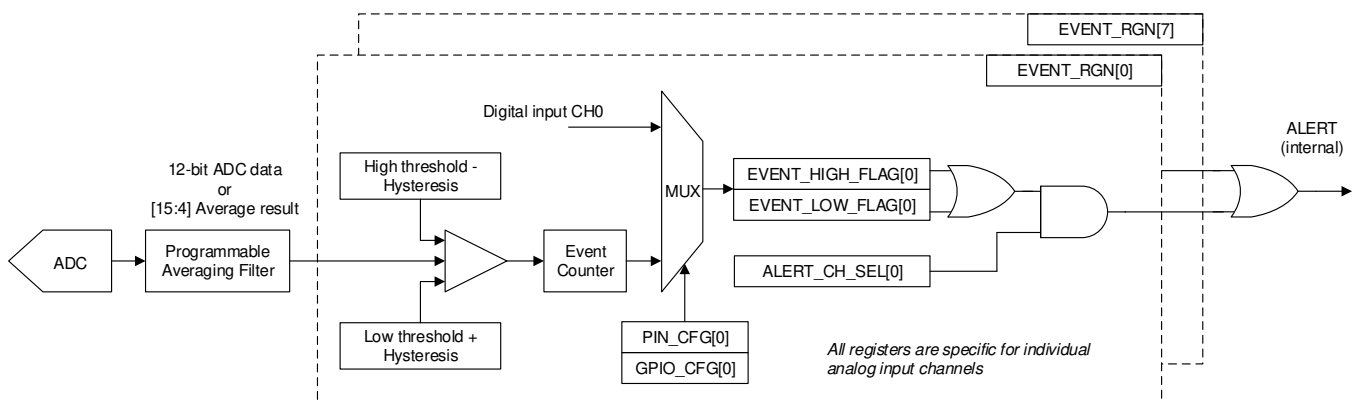 EVENT_RGN[7]
EVENT_RGN[0]
Digital input CH0
ALERT
(internal)
12-bit ADC data
or
[15:4] Average result
High threshold -
Hysteresis
MUX
EVENT_HIGH_FLAG[0]
EVENT_LOW_FLAG[0]
ADC
Programmable
Averaging Filter
Event
Counter
ALERT_CH_SEL[0]
Low threshold +
Hysteresis
PIN_CFG[0]
GPIO_CFG[0]
All registers are specific for individual
analog input channels